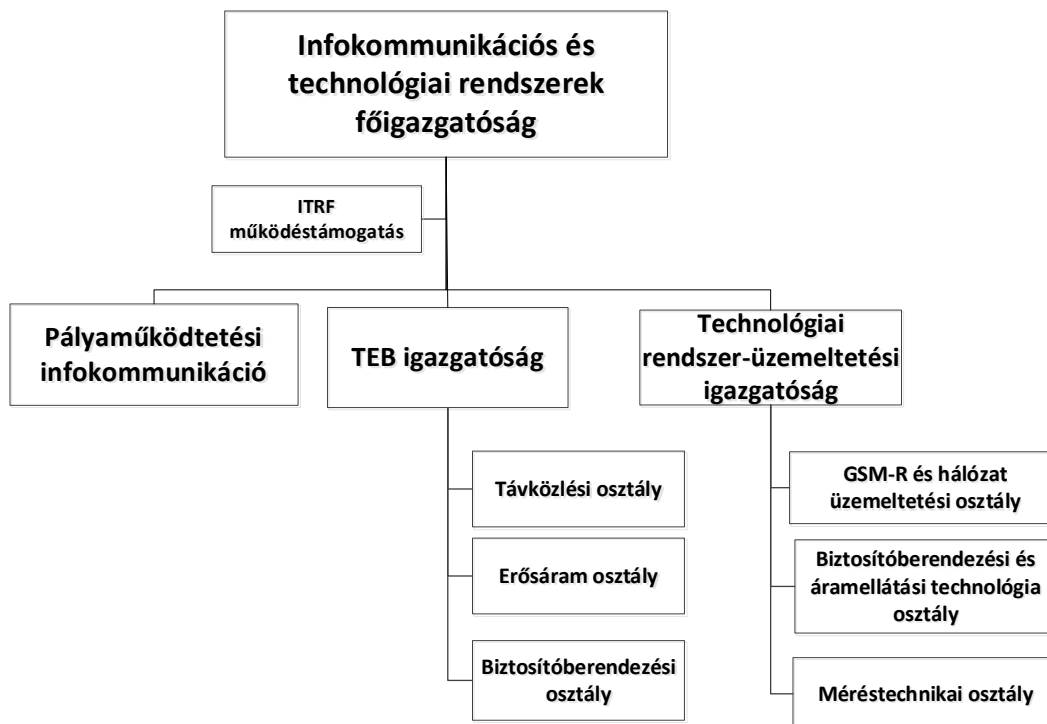 Infokommunikációs és
technológiai rendszerek
főigazgatóság
ITRF
működéstámogatás
Pályaműködtetési
infokommunikáció
TEB igazgatóság
Technológiai
rendszer-üzemeltetési
igazgatóság
Távközlési osztály
Erősáram osztály
Biztosítóberendezési
osztály
GSM-R és hálózat
üzemeltetési osztály
Biztosítóberendezési és
áramellátási technológia
osztály
Méréstechnikai osztály